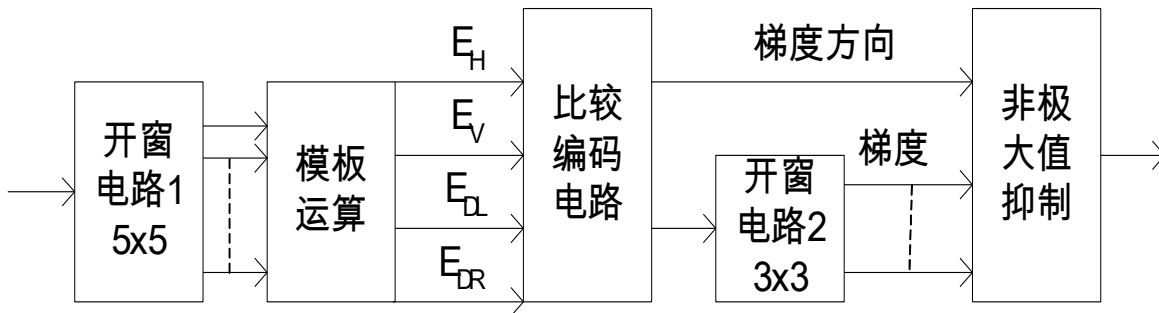 开窗
电路1
5x5
模板
运算
E_H
E_V
E_DL
E_DR
比较
编码
电路
梯度方向
梯度
开窗
电路2
3x3
非极
大值
抑制